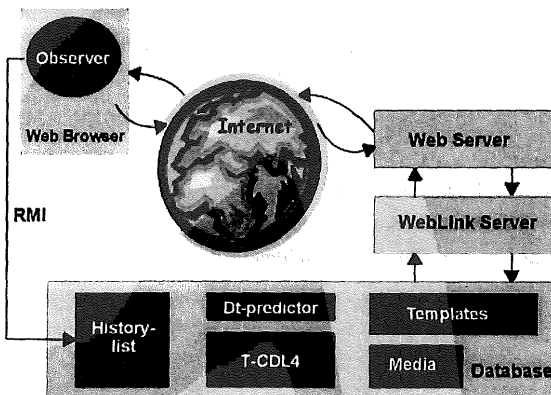 Observer
Web Browser
Internet
Web Server
RMI
WebLink Server
History-
list
Dt-predictor
T-CDL4
Templates
Media
Database